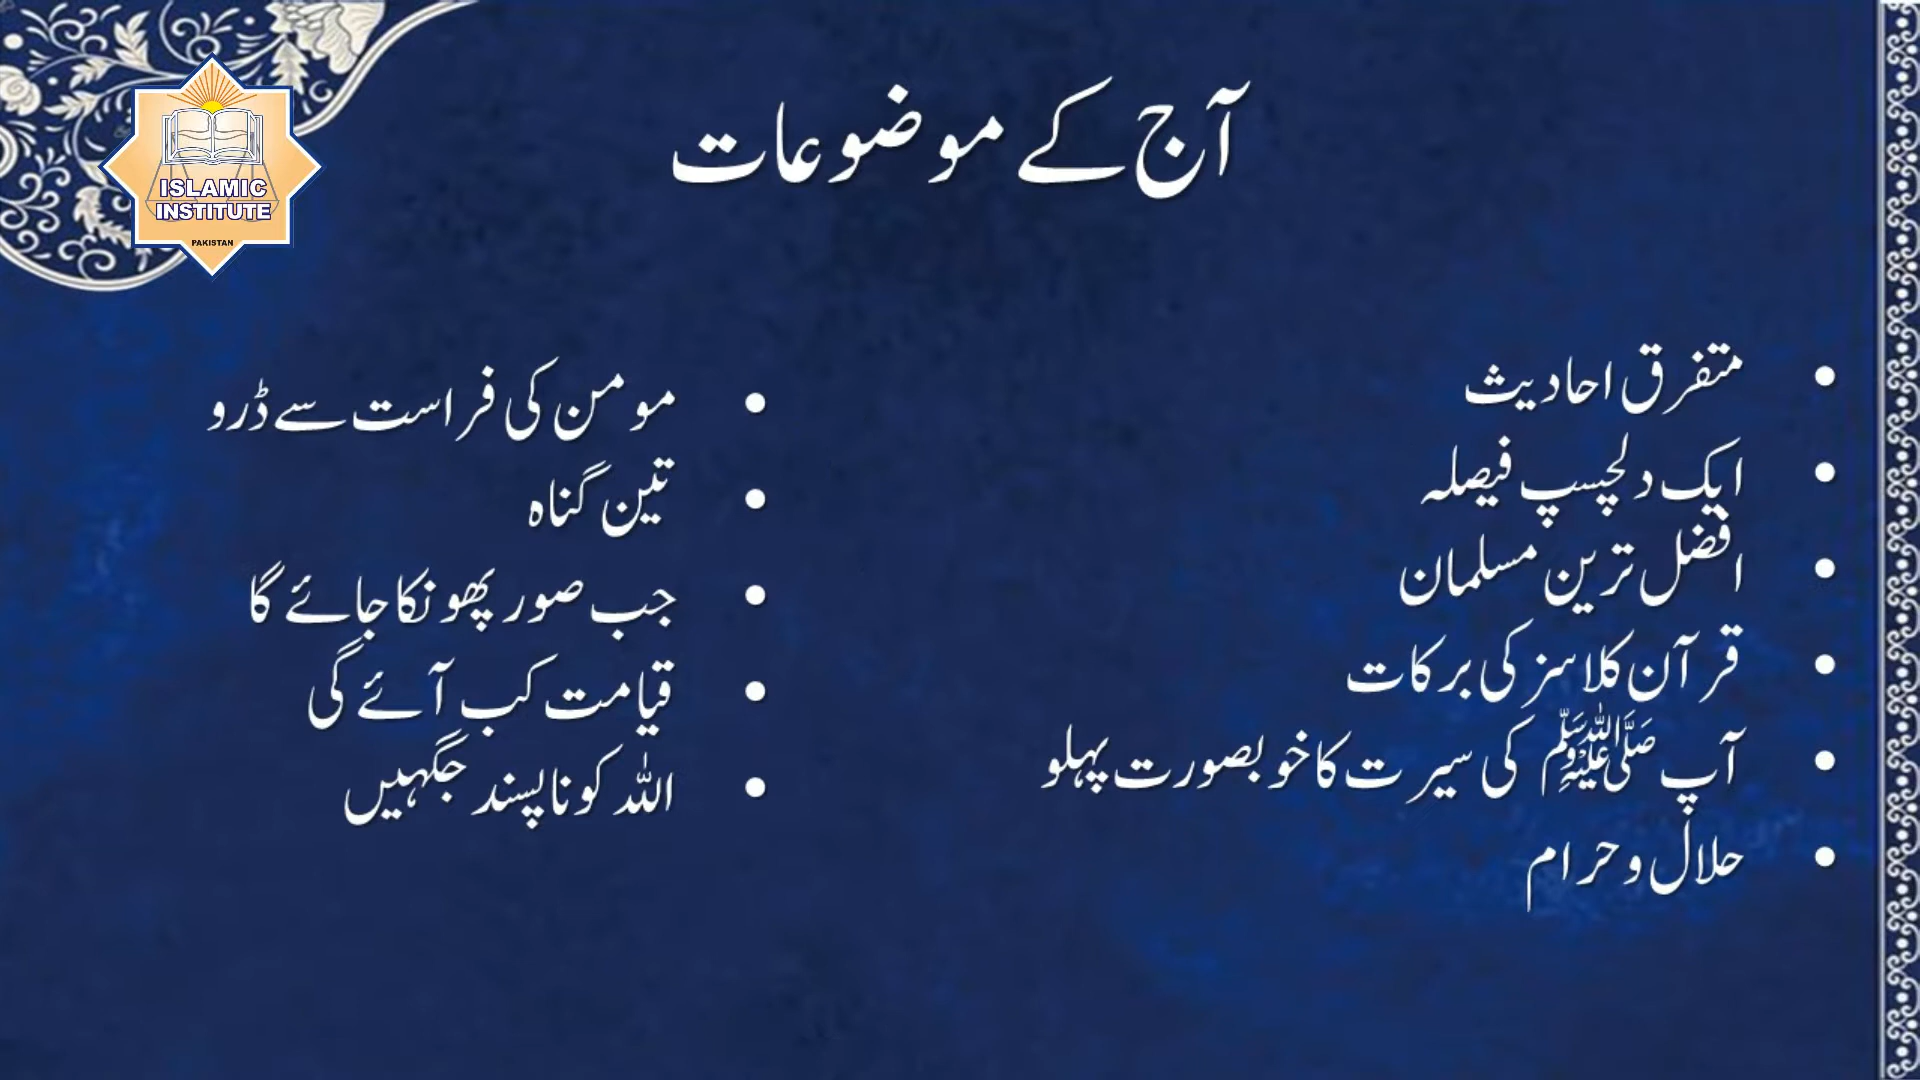 ISLAMIC
INSTITUTE
PAKISTAN
آج کے موضوعات
متفرق احادیث
ایک دلچسپ فیصلہ
افضل ترین مسلمان
قرآن کلاسز کی برکات
آپ ﷺ کی سیرت کا خوبصورت پہلو
حلال و حرام
مومن کی فراست سے ڈرو
تین گناہ
جب صور پھونکا جائے گا
قیامت کب آئے گی
اللہ کو ناپسند جگہیں